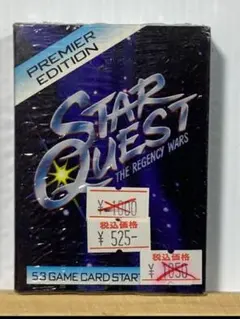 PREMIER
EDITION
STAR
QUEST
THE REGENCY WARS
¥ 1000
税込価格
¥ 525-
税込価格
¥ 1050
53 GAME CARD STAR